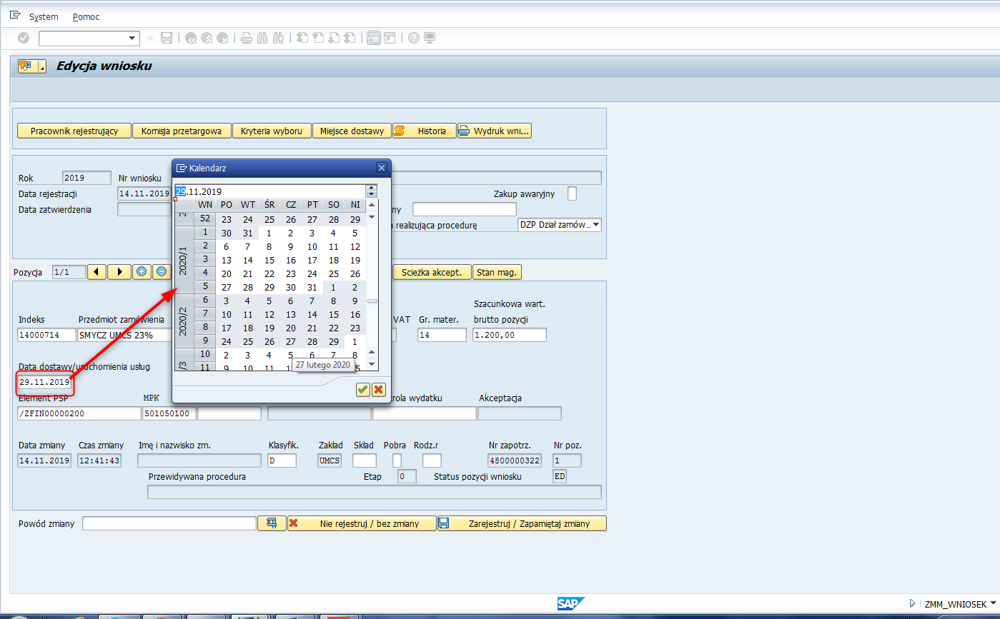 System Pomoc
«
Edycja wniosku
Pracownik rejestrujący Komisja przetargowa Kryteria wyboru Miejsce dostawy Historia Wydruk wni...
Kalendarz
Rok 2019 Nr wniosku
29.11.2019
Data rejestracji 14.11.2019 Zakup awaryjny
WN PO WT ŚR CZ PT SO NI
Data zatwierdzenia ny
52 23 24 25 26 27 28 29
realizująca procedurę DZP Dział zamów...
1 30 31 1 2 3 4 5
2 6 7 8 9 10 11 12
2020/1
3 13 14 15 16 17 18 19
Pozycja 1/1 Scieżka akcept. Stan mag.
4 20 21 22 23 24 25 26
5 27 28 29 30 31 1 2
6 3 4 5 6 7 8 9
Szacunkowa wart.
7 10 11 12 13 14 15 16
2020/2
Indeks Przedmiot zamówienia VAT Gr. mater. brutto pozycji
8 17 18 19 20 21 22 23
14000714 SMYCZ UMCS 23% 14 1.200,00
9 24 25 26 27 28 29 1
10 2 3 4 5 6 7 8
/3
11 9 10 11
27 lutego 2020
Data dostawy/uruchomienia usług
29.11.2019
Element PSP MPK trola wydatku Akceptacja
/ZFIN00000200 501050100
Data zmiany Czas zmiany Imę i nazwisko zm. Klasyfik. Zakład Skład Pobra Rodz.r Nr zapotrz. Nr poz.
14.11.2019 12:41:43 D UMCS 4800000322 1
Przewidywana procedura Etap 0 Status pozycji wniosku ED
Powód zmiany Nie rejestruj / bez zmiany Zarejestruj / Zapamiętaj zmiany
SAP ZMM_WNIOSEK